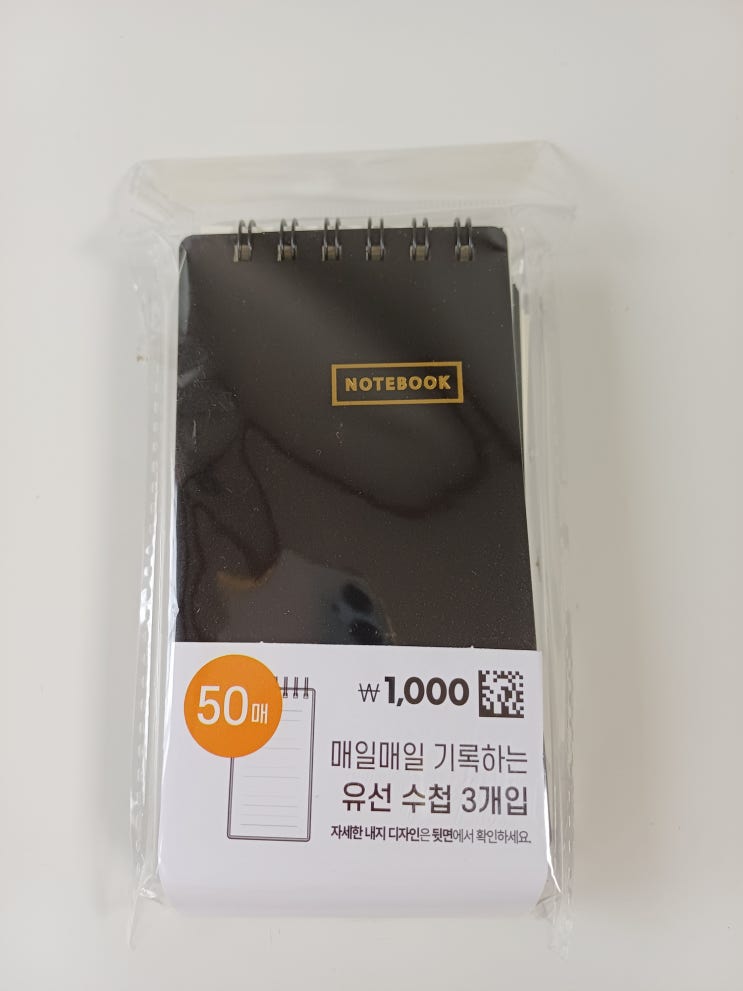 NOTEBOOK
50매
₩1,000
매일매일 기록하는
유선 수첩 3개입
자세한 내지 디자인은 뒷면에서 확인하세요.